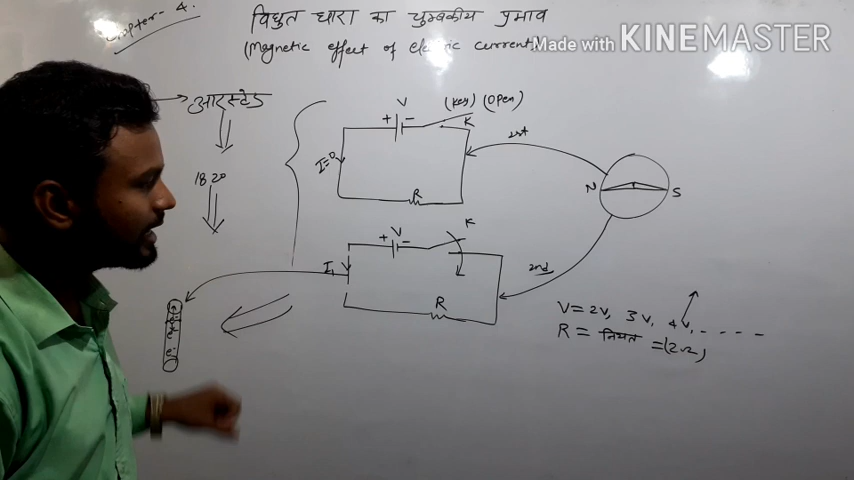 Chapter - 4.
विधुत धारा का चुम्बकीय प्रभाव
(Magnetic effect of electric current)
Made with KINEMASTER
आरस्टेड
1820
V
(Key) (Open)
+ -
K
I=0
1st
R
N S
K
V
+ -
I1
2nd
R
V = 2V, 3V, 4V, - - - -
R = नियत = (2Ω)